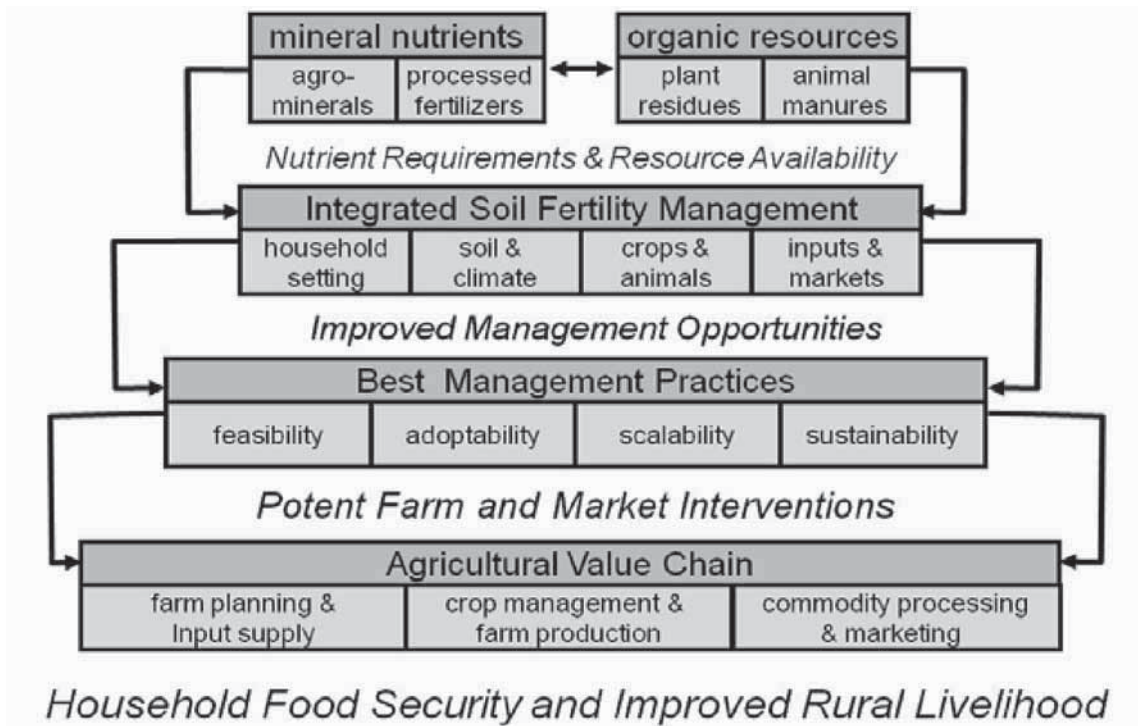 mineral nutrients
organic resources
agro-
minerals
processed
fertilizers
plant
residues
animal
manures
Nutrient Requirements & Resource Availability
Integrated Soil Fertility Management
household
setting
soil &
climate
crops &
animals
inputs &
markets
Improved Management Opportunities
Best Management Practices
feasibility
adoptability
scalability
sustainability
Potent Farm and Market Interventions
Agricultural Value Chain
farm planning &
Input supply
crop management &
farm production
commodity processing
& marketing
Household Food Security and Improved Rural Livelihood